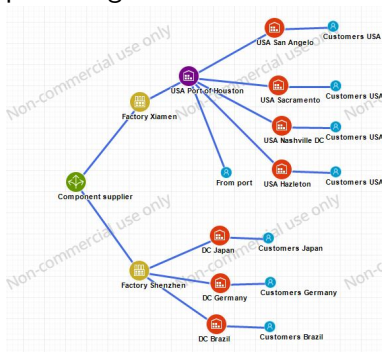 Non-commercial use only
Non-commercial use only
USA San Angelo
Customers USA
USA Port of Houston
USA Sacramento
Customers USA
Factory Xiamen
USA Nashville DC
Customers USA
From port
USA Hazleton
Customers USA
Component supplier
Non-commercial use only
Non-commercial use only
DC Japan
Customers Japan
Factory Shenzhen
DC Germany
Customers Germany
DC Brazil
Customers Brazil